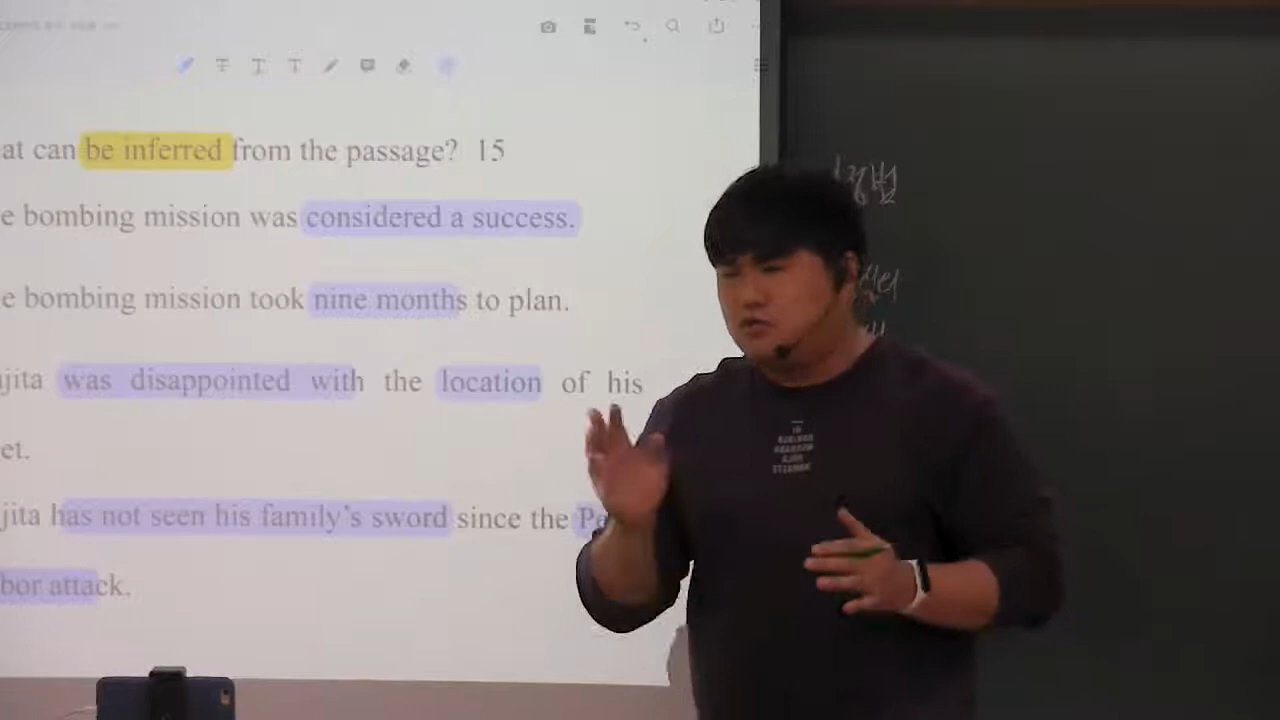 at can be inferred from the passage? 15
e bombing mission was considered a success.
e bombing mission took nine months to plan.
jita was disappointed with the location of his
et.
jita has not seen his family's sword since the Pe
bor attack.